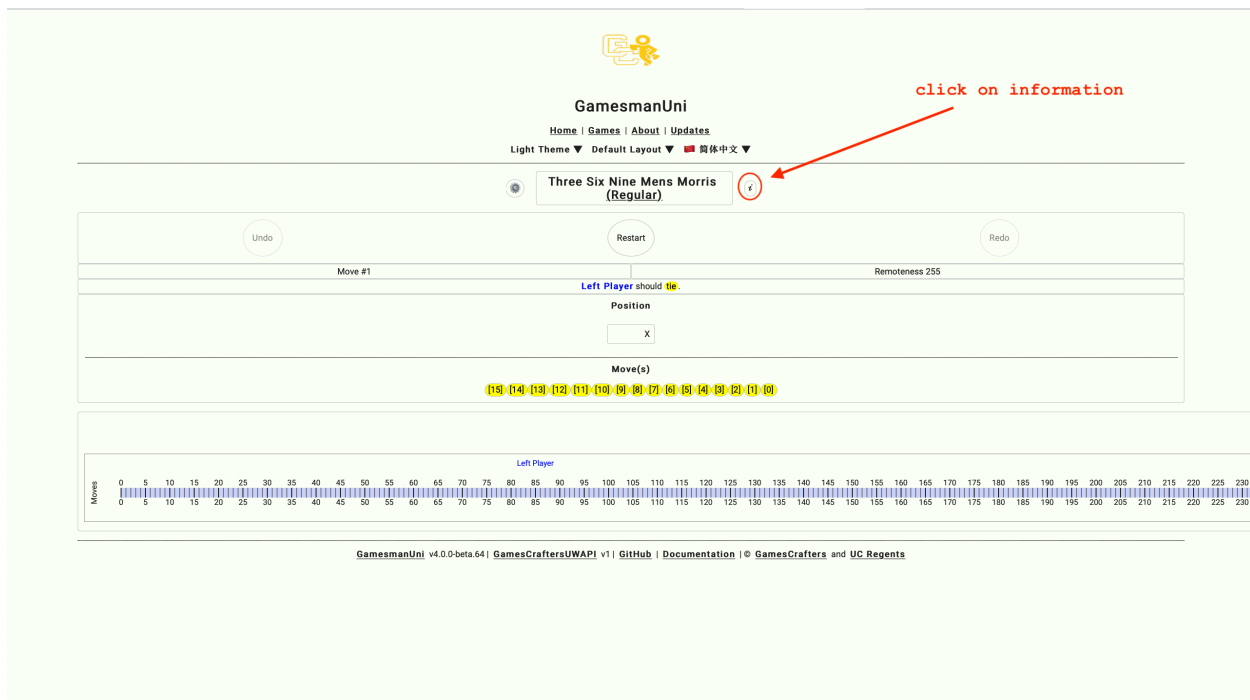 GC
click on information
GamesmanUni
Home | Games | About | Updates
Light Theme ▼ Default Layout ▼ 🇨🇳 简体中文 ▼
Three Six Nine Mens Morris
(Regular)
i
Undo
Restart
Redo
Move #1
Remoteness 255
Left Player should tie.
Position
X
Move(s)
[15] [14] [13] [12] [11] [10] [9] [8] [7] [6] [5] [4] [3] [2] [1] [0]
Left Player
Moves
0 5 10 15 20 25 30 35 40 45 50 55 60 65 70 75 80 85 90 95 100 105 110 115 120 125 130 135 140 145 150 155 160 165 170 175 180 185 190 195 200 205 210 215 220 225 230
0 5 10 15 20 25 30 35 40 45 50 55 60 65 70 75 80 85 90 95 100 105 110 115 120 125 130 135 140 145 150 155 160 165 170 175 180 185 190 195 200 205 210 215 220 225 230
GamesmanUni v4.0.0-beta.64 | GamesCraftersUWAPI v1 | GitHub | Documentation | © GamesCrafters and UC Regents